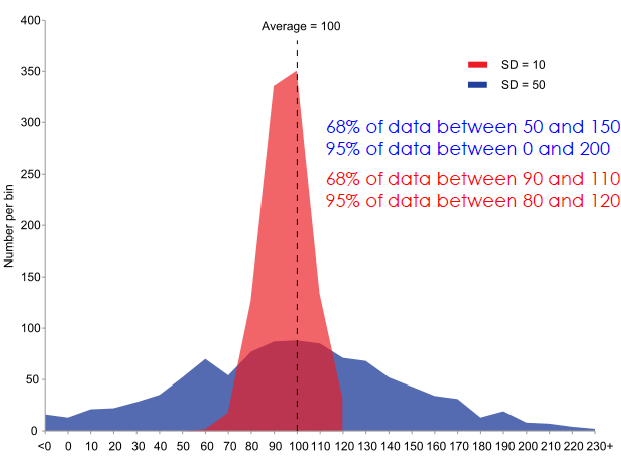 400
Average = 100
350
SD = 10
SD = 50
300
68% of data between 50 and 150
95% of data between 0 and 200
250
68% of data between 90 and 110
95% of data between 80 and 120
200
Number per bin
150
100
50
0
<0 0 10 20 30 40 50 60 70 80 90 100 110 120 130 140 150 160 170 180 190 200 210 220 230+